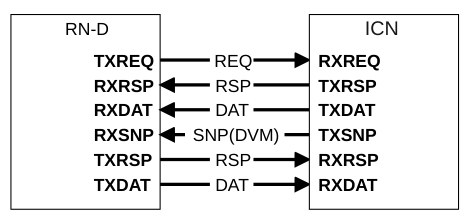 RN-D ICN
TXREQ REQ RXREQ
RXRSP RSP TXRSP
RXDAT DAT TXDAT
RXSNP SNP(DVM) TXSNP
TXRSP RSP RXRSP
TXDAT DAT RXDAT